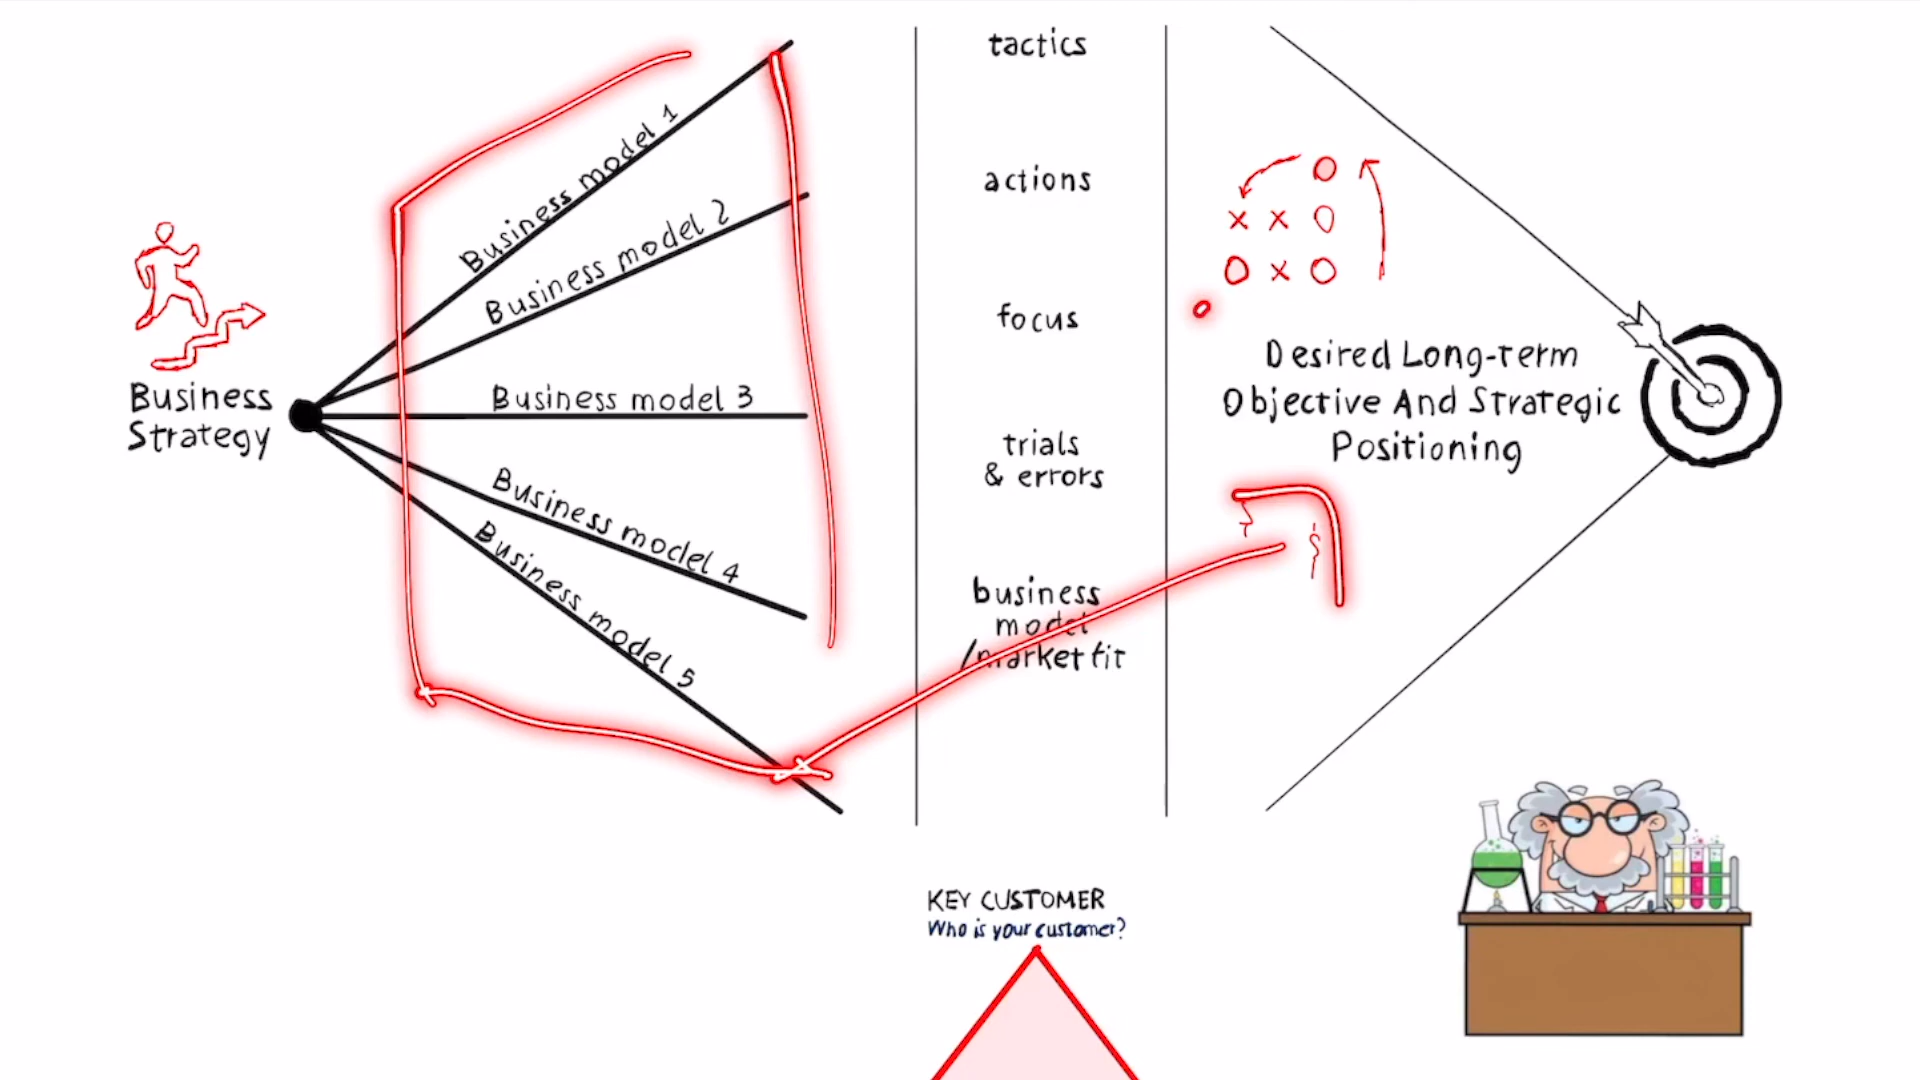 Business
Strategy
Business model 1
Business model 2
Business model 3
Business model 4
Business model 5
tactics
actions
focus
trials
& errors
business
model
/market fit
Desired Long-term
Objective And Strategic
Positioning
KEY CUSTOMER
Who is your customer?